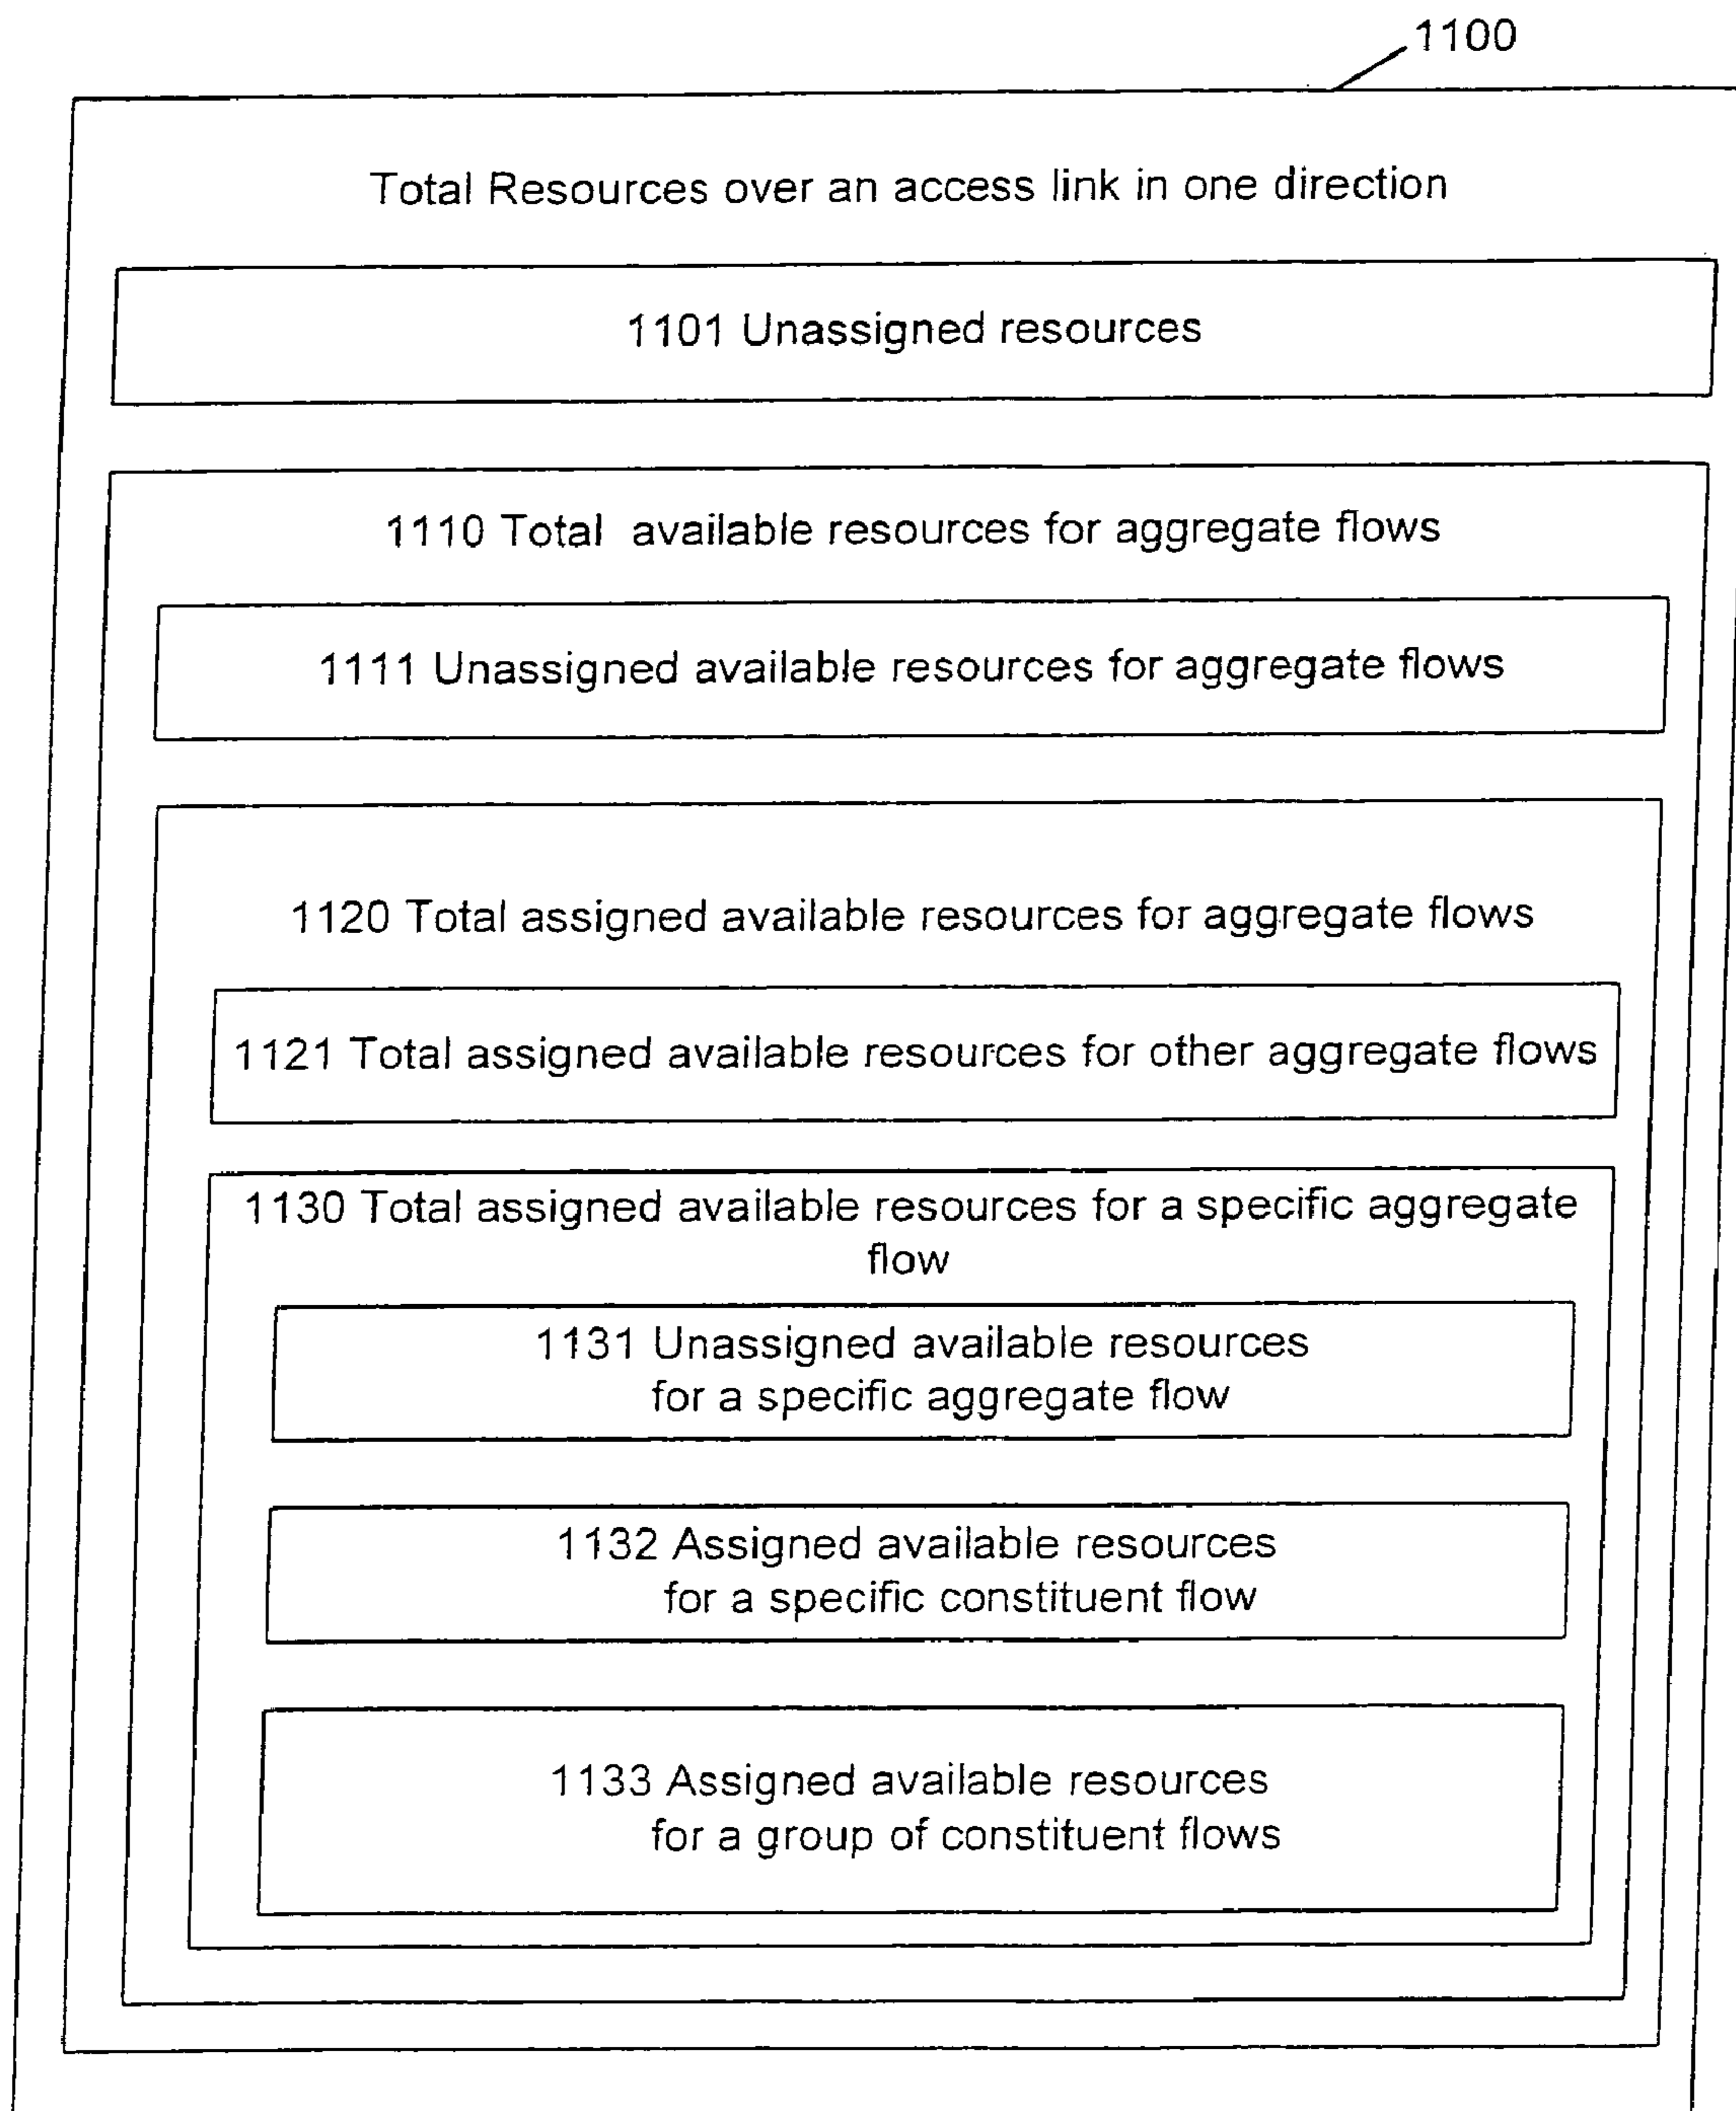 1100
Total Resources over an access link in one direction
1101 Unassigned resources
1110 Total available resources for aggregate flows
1111 Unassigned available resources for aggregate flows
1120 Total assigned available resources for aggregate flows
1121 Total assigned available resources for other aggregate flows
1130 Total assigned available resources for a specific aggregate
flow
1131 Unassigned available resources
for a specific aggregate flow
1132 Assigned available resources
for a specific constituent flow
1133 Assigned available resources
for a group of constituent flows